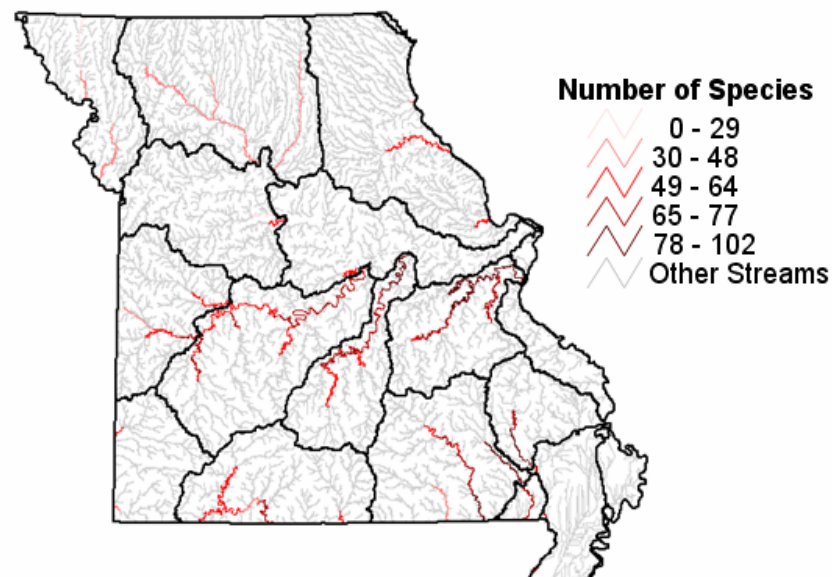 Number of Species
0 - 29
30 - 48
49 - 64
65 - 77
78 - 102
Other Streams